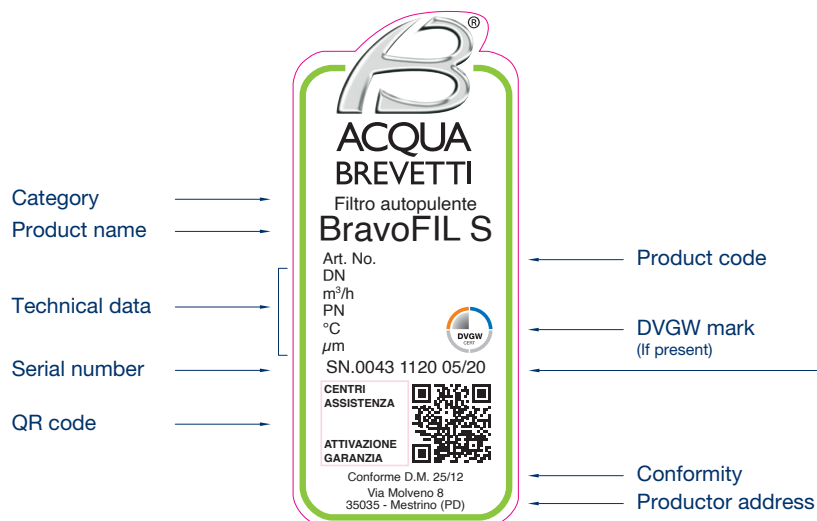 ®
ACQUA
BREVETTI
Category
Filtro autopulente
Product name
BravoFIL S
Art. No.
Product code
DN
m³/h
Technical data
PN
°C
DVGW
CERT
DVGW mark
(If present)
µm
Serial number
SN.0043 1120 05/20
CENTRI
ASSISTENZA
QR code
ATTIVAZIONE
GARANZIA
Conforme D.M. 25/12
Conformity
Via Molveno 8
35035 - Mestrino (PD)
Productor address